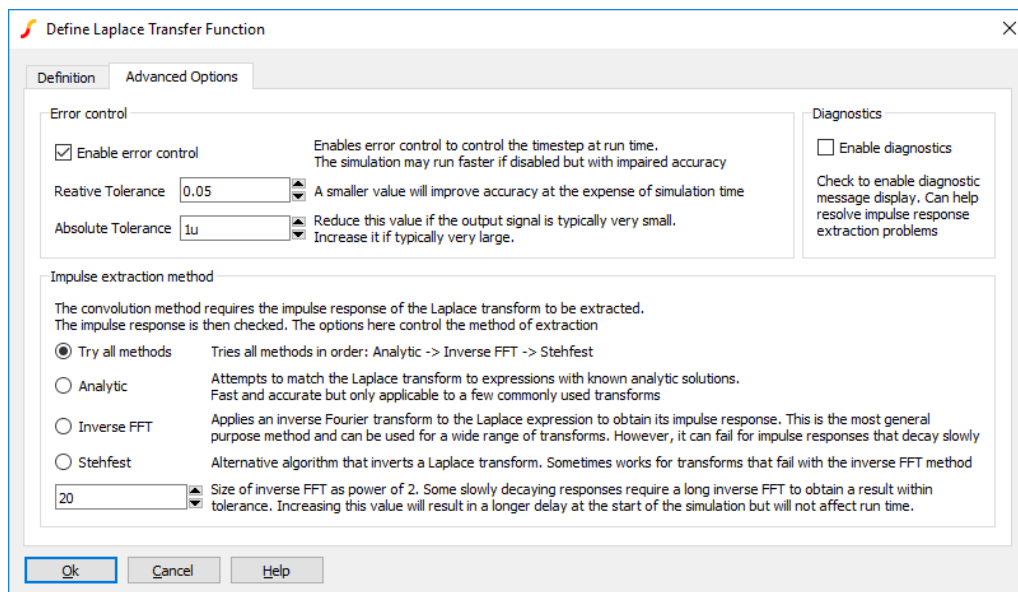 Define Laplace Transfer Function
Definition
Advanced Options
Error control
Enable error control
Enables error control to control the timestep at run time.
The simulation may run faster if disabled but with impaired accuracy
Reative Tolerance
0.05
A smaller value will improve accuracy at the expense of simulation time
Absolute Tolerance
1u
Reduce this value if the output signal is typically very small.
Increase it if typically very large.
Diagnostics
Enable diagnostics
Check to enable diagnostic
message display. Can help
resolve impulse response
extraction problems
Impulse extraction method
The convolution method requires the impulse response of the Laplace transform to be extracted.
The impulse response is then checked. The options here control the method of extraction
Try all methods
Tries all methods in order: Analytic -> Inverse FFT -> Stehfest
Analytic
Attempts to match the Laplace transform to expressions with known analytic solutions.
Fast and accurate but only applicable to a few commonly used transforms
Inverse FFT
Applies an inverse Fourier transform to the Laplace expression to obtain its impulse response. This is the most general
purpose method and can be used for a wide range of transforms. However, it can fail for impulse responses that decay slowly
Stehfest
Alternative algorithm that inverts a Laplace transform. Sometimes works for transforms that fail with the inverse FFT method
20
Size of inverse FFT as power of 2. Some slowly decaying responses require a long inverse FFT to obtain a result within
tolerance. Increasing this value will result in a longer delay at the start of the simulation but will not affect run time.
Ok
Cancel
Help